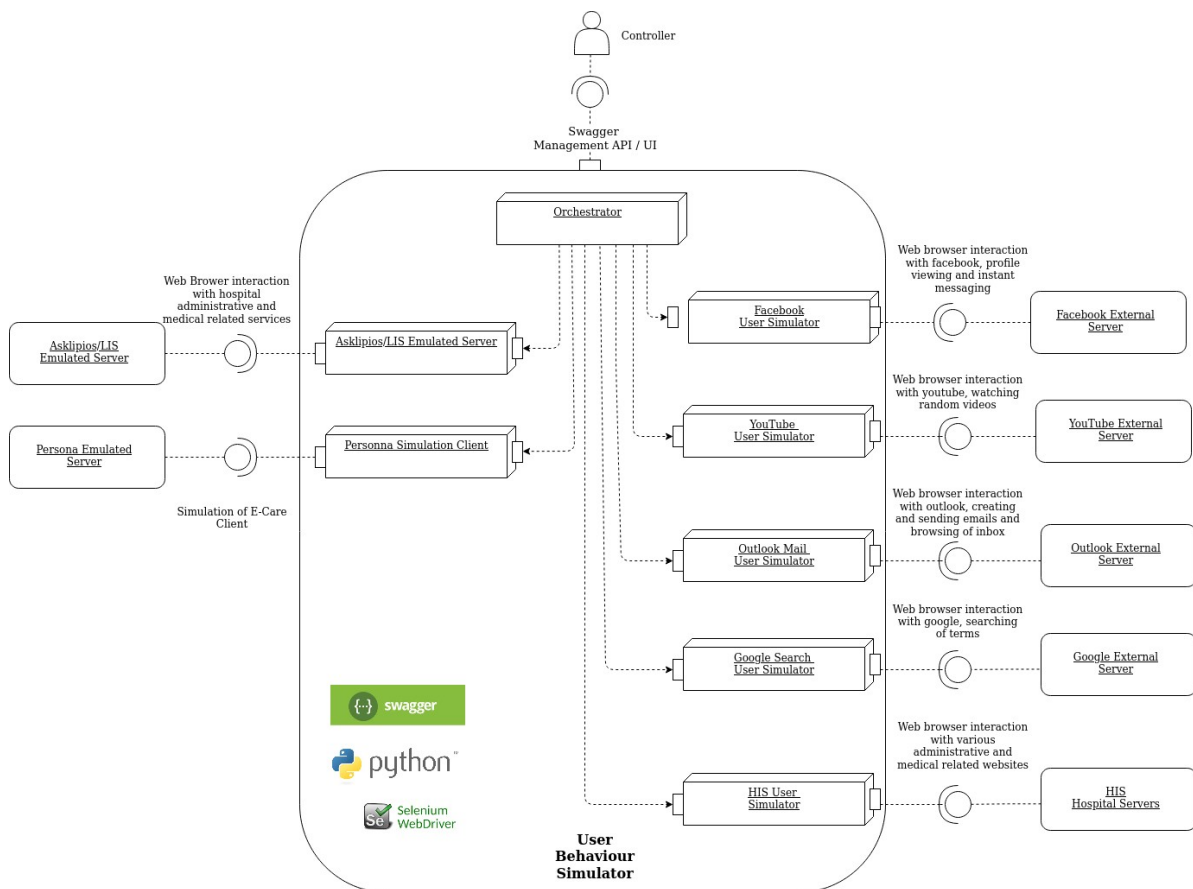 Controller
Swagger
Management API / UI
Orchestrator
Web Brower interaction
with hospital
administrative and
medical related services
Asklipios/LIS
Emulated Server
Asklipios/LIS Emulated Server
Persona Emulated
Server
Personna Simulation Client
Simulation of E-Care
Client
Web browser interaction
with facebook, profile
viewing and instant
messaging
Facebook
User Simulator
Facebook External
Server
Web browser interaction
with youtube, watching
random videos
YouTube
User Simulator
YouTube External
Server
Web browser interaction
with outlook, creating
and sending emails and
browsing of inbox
Outlook Mail
User Simulator
Outlook External
Server
Web browser interaction
with google, searching
of terms
Google Search
User Simulator
Google External
Server
Web browser interaction
with various
administrative and
medical related websites
HIS User
Simulator
HIS
Hospital Servers
{··} swagger
python™
Se
Selenium
WebDriver
User
Behaviour
Simulator